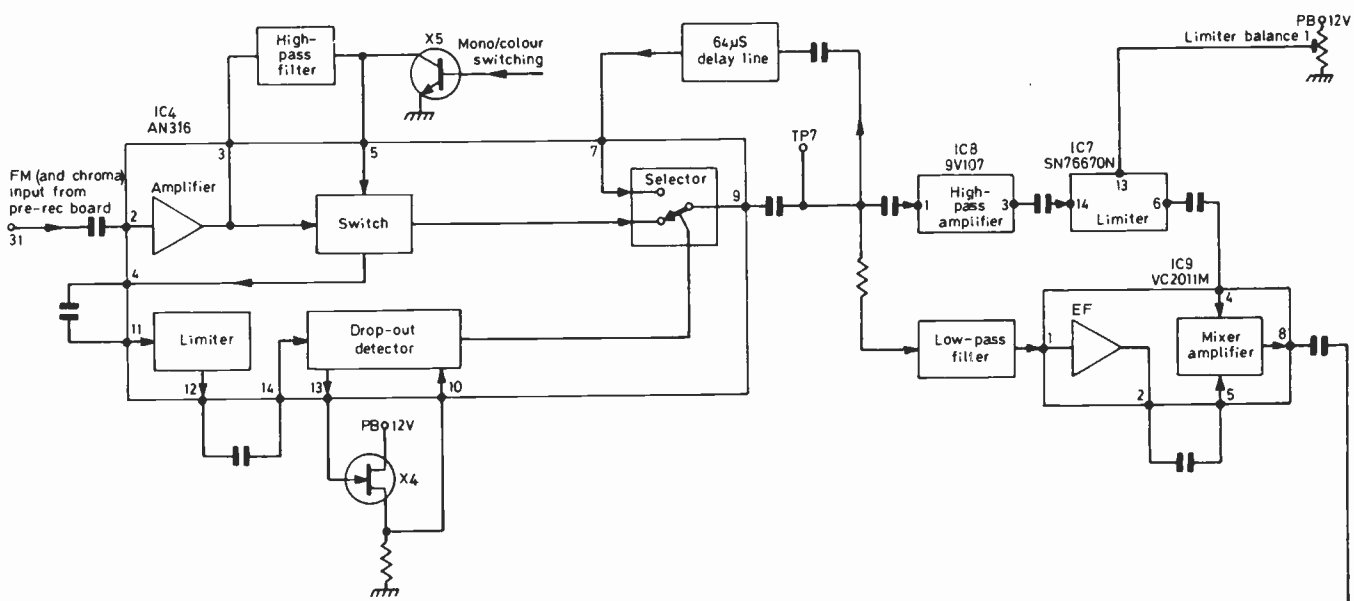 PB 12V
Limiter balance 1
High-
pass
filter
X5
Mono/colour
switching
64µS
delay line
IC4
AN316
3
5
7
TP7
IC8
9V107
IC7
SN76670N
13
FM (and chroma)
input from
pre-rec board
31
2
Amplifier
Switch
Selector
9
1
High-
pass
amplifier
3
14
Limiter
6
4
IC9
VC2011M
4
11
Limiter
Drop-out
detector
Low-pass
filter
1
EF
Mixer
amplifier
8
12
14
13
10
2
5
PB 12V
X4